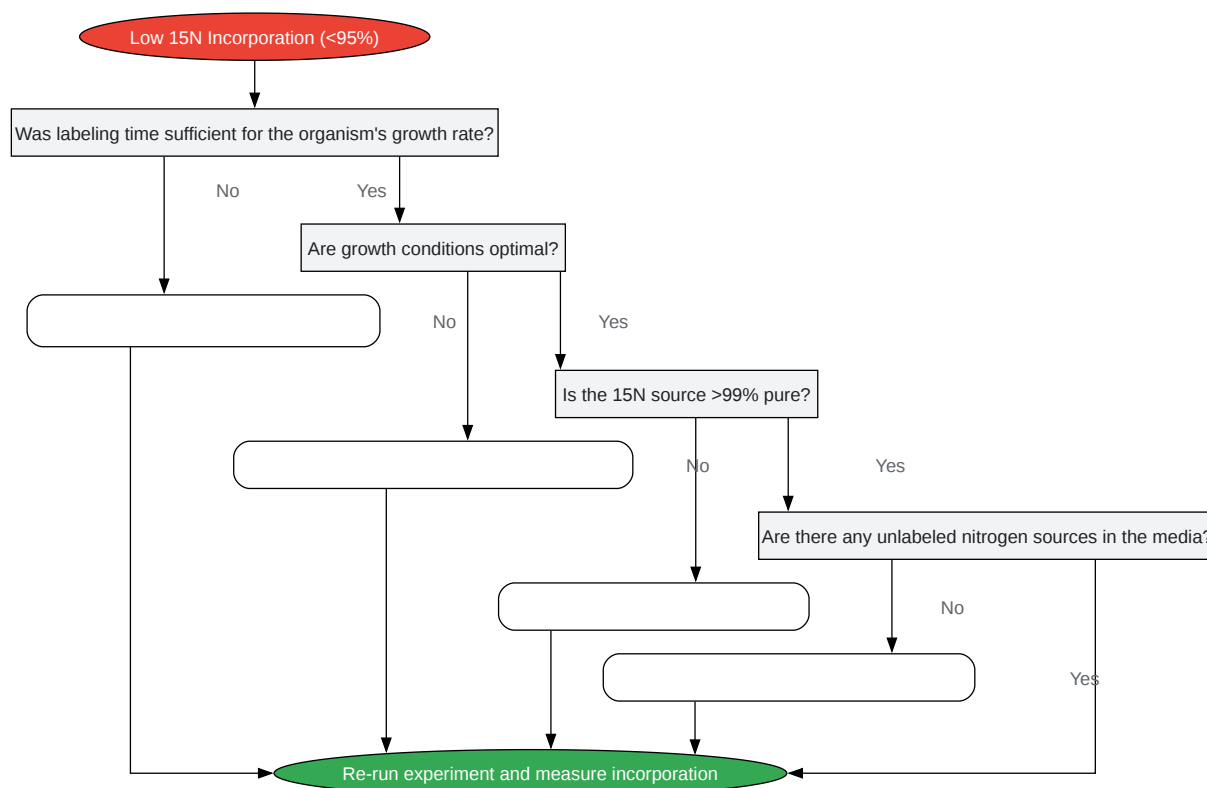 Low 15N Incorporation (<95%)
Was labeling time sufficient for the organism's growth rate?
No
Yes
Are growth conditions optimal?
No
Yes
Is the 15N source >99% pure?
No
Yes
Are there any unlabeled nitrogen sources in the media?
No
Yes
Re-run experiment and measure incorporation